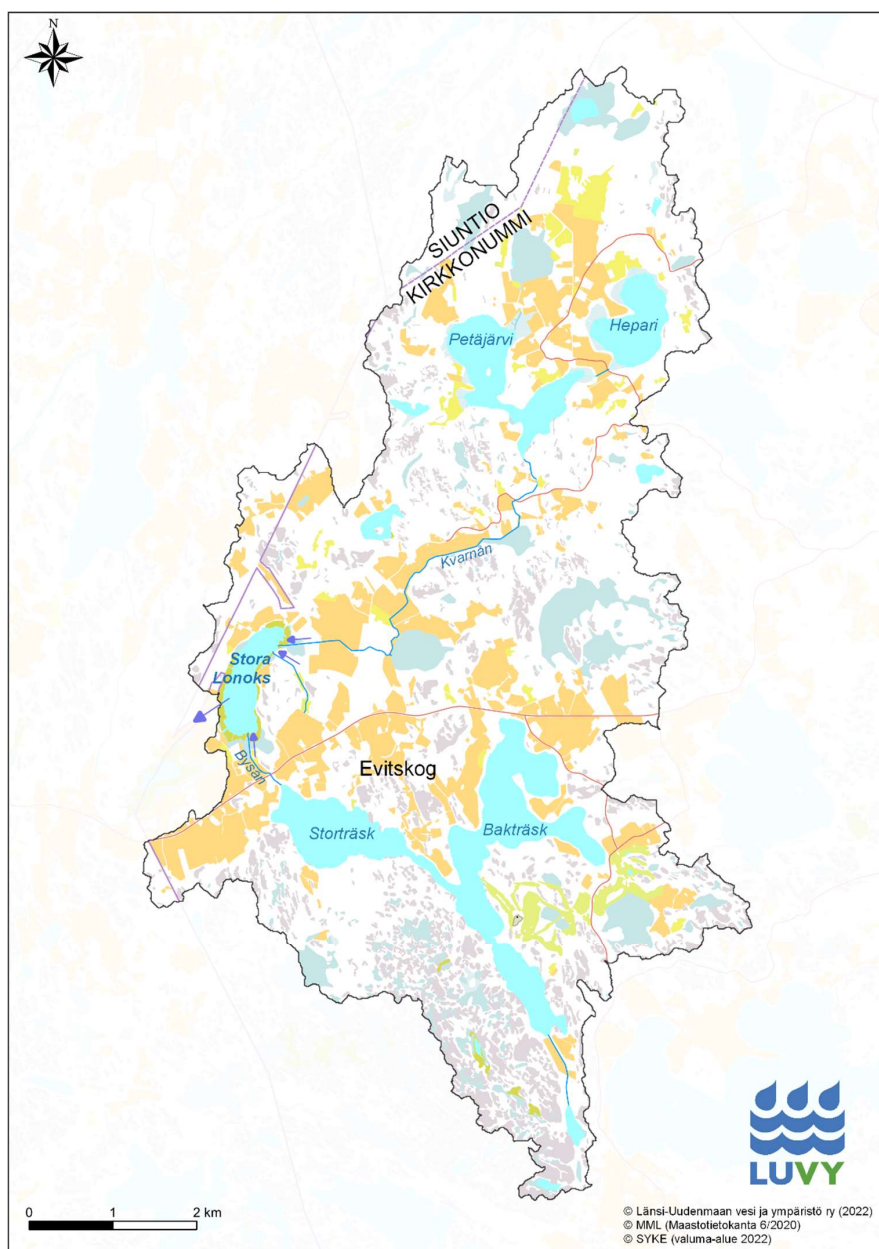 N
SIUNTIO
KIRKKONUMMI
Petäjärvi
Hepari
Kvarnån
Stora
Lonoks
Byån
Evitskog
Storträsk
Bakträsk
LUVY
0 1 2 km
© Länsi-Uudenmaan vesi ja ympäristö ry (2022)
© MML (Maastotietokanta 6/2020)
© SYKE (valuma-alue 2022)